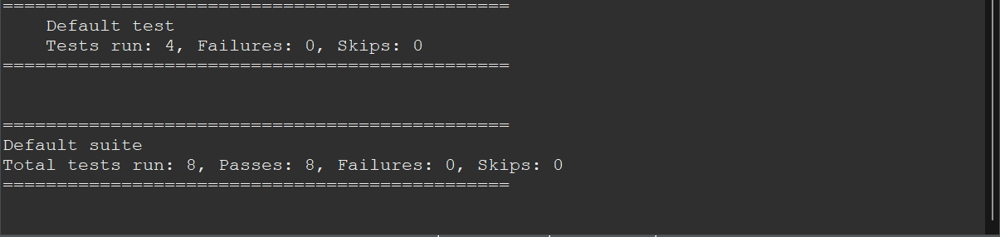 ===============================================
    Default test
    Tests run: 4, Failures: 0, Skips: 0
===============================================
===============================================
Default suite
Total tests run: 8, Passes: 8, Failures: 0, Skips: 0
===============================================